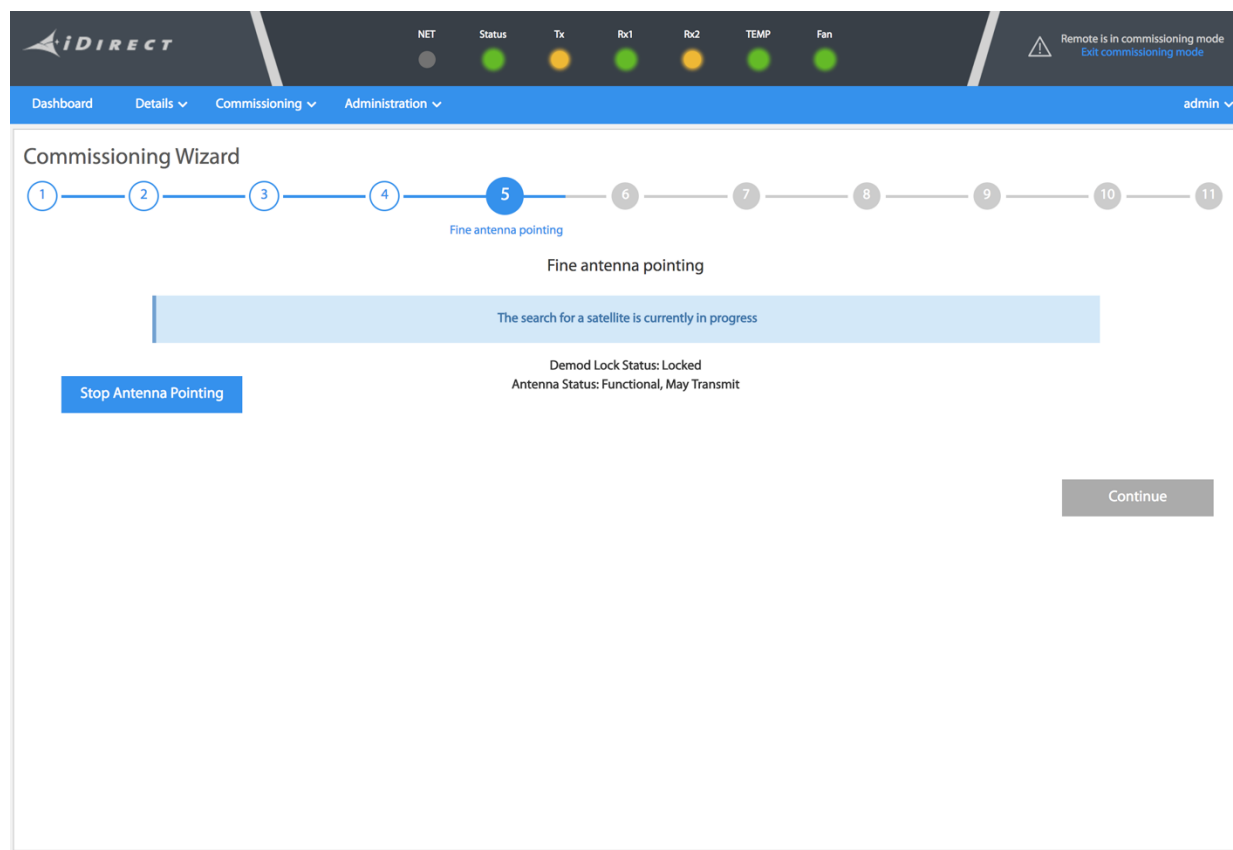 iDIRECT
NET Status Tx Rx1 Rx2 TEMP Fan
Remote is in commissioning mode
Exit commissioning mode
Dashboard Details Commissioning Administration admin
Commissioning Wizard
1 2 3 4 5 6 7 8 9 10 11
Fine antenna pointing
Fine antenna pointing
The search for a satellite is currently in progress
Demod Lock Status: Locked
Antenna Status: Functional, May Transmit
Stop Antenna Pointing
Continue